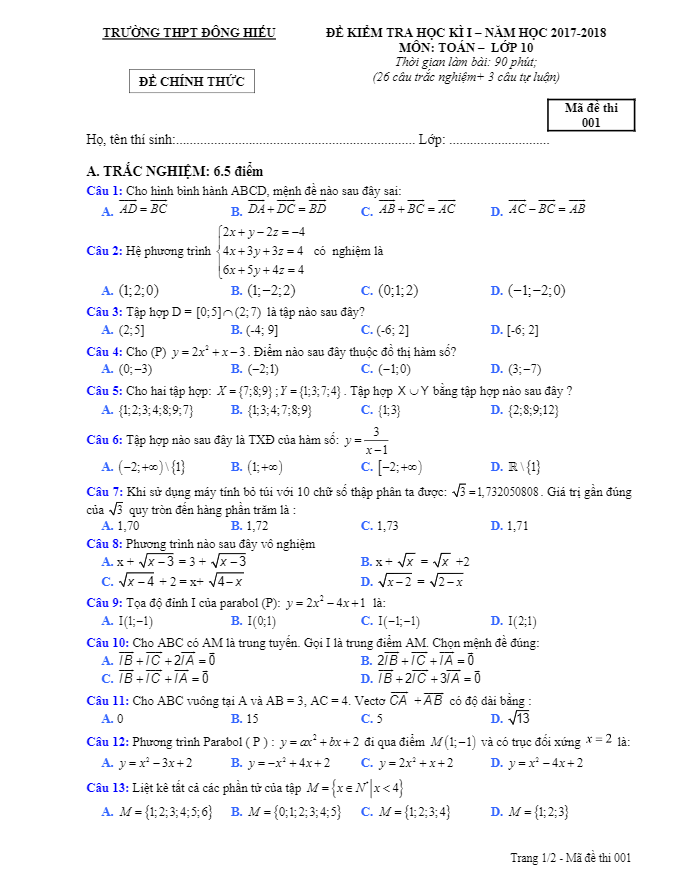 TRƯỜNG THPT ĐÔNG HIẾU
ĐỀ KIỂM TRA HỌC KÌ I – NĂM HỌC 2017-2018
MÔN: TOÁN – LỚP 10
Thời gian làm bài: 90 phút;
(26 câu trắc nghiệm+ 3 câu tự luận)
ĐỀ CHÍNH THỨC
Mã đề thi
001
Họ, tên thí sinh:........................................................................ Lớp: .............................
A. TRẮC NGHIỆM: 6.5 điểm
Câu 1: Cho hình bình hành ABCD, mệnh đề nào sau đây sai:
A. $\overline{AD} = \overline{BC}$ B. $\overline{DA} + \overline{DC} = \overline{BD}$ C. $\overline{AB} + \overline{BC} = \overline{AC}$ D. $\overline{AC} - \overline{BC} = \overline{AB}$
Câu 2: Hệ phương trình $\begin{cases} 2x + y - 2z = -4 \\ 4x + 3y + 3z = 4 \\ 6x + 5y + 4z = 4 \end{cases}$ có nghiệm là
A. (1;2;0) B. (1;−2;2) C. (0;1;2) D. (−1;−2;0)
Câu 3: Tập hợp D = [0;5]∩(2;7) là tập nào sau đây?
A. (2;5] B. (-4; 9] C. (-6; 2] D. [-6; 2]
Câu 4: Cho (P) $y = 2x^2 + x - 3$. Điểm nào sau đây thuộc đồ thị hàm số?
A. (0;−3) B. (−2;1) C. (−1;0) D. (3;−7)
Câu 5: Cho hai tập hợp: X = {7;8;9} ; Y = {1;3;7;4} . Tập hợp X ∪ Y bằng tập hợp nào sau đây ?
A. {1;2;3;4;8;9;7} B. {1;3;4;7;8;9} C. {1;3} D. {2;8;9;12}
Câu 6: Tập hợp nào sau đây là TXĐ của hàm số: $y = \frac{3}{x-1}$
A. (−2;+∞)\{1} B. (1;+∞) C. [−2;+∞) D. ℝ\{1}
Câu 7: Khi sử dụng máy tính bỏ túi với 10 chữ số thập phân ta được: $\sqrt{3}$ =1,732050808. Giá trị gần đúng
của $\sqrt{3}$ quy tròn đến hàng phần trăm là :
A. 1,70 B. 1,72 C. 1,73 D. 1,71
Câu 8: Phương trình nào sau đây vô nghiệm
A. x + $\sqrt{x-3}$ = 3 + $\sqrt{x-3}$ B. x + $\sqrt{x}$ = $\sqrt{x}$ +2
C. $\sqrt{x-4}$ + 2 = x+ $\sqrt{4-x}$ D. $\sqrt{x-2}$ = $\sqrt{2-x}$
Câu 9: Tọa độ đỉnh I của parabol (P): $y = 2x^2 - 4x + 1$ là:
A. I(1;−1) B. I(0;1) C. I(−1;−1) D. I(2;1)
Câu 10: Cho ABC có AM là trung tuyến. Gọi I là trung điểm AM. Chọn mệnh đề đúng:
A. $\overline{IB} + \overline{IC} + 2\overline{IA} = \overline{0}$ B. $2\overline{IB} + \overline{IC} + \overline{IA} = \overline{0}$
C. $\overline{IB} + \overline{IC} + \overline{IA} = \overline{0}$ D. $\overline{IB} + 2\overline{IC} + 3\overline{IA} = \overline{0}$
Câu 11: Cho ABC vuông tại A và AB = 3, AC = 4. Vectơ $\overline{CA}$ +$\overline{AB}$ có độ dài bằng :
A. 0 B. 15 C. 5 D. $\sqrt{13}$
Câu 12: Phương trình Parabol ( P ) : $y = ax^2 + bx + 2$ đi qua điểm M(1;−1) và có trục đối xứng x = 2 là:
A. $y = x^2 - 3x + 2$ B. $y = -x^2 + 4x + 2$ C. $y = 2x^2 + x + 2$ D. $y = x^2 - 4x + 2$
Câu 13: Liệt kê tất cả các phần tử của tập $M = \{x \in N^* | x < 4\}$
A. M = {1;2;3;4;5;6} B. M = {0;1;2;3;4;5} C. M = {1;2;3;4} D. M = {1;2;3}
Trang 1/2 - Mã đề thi 001